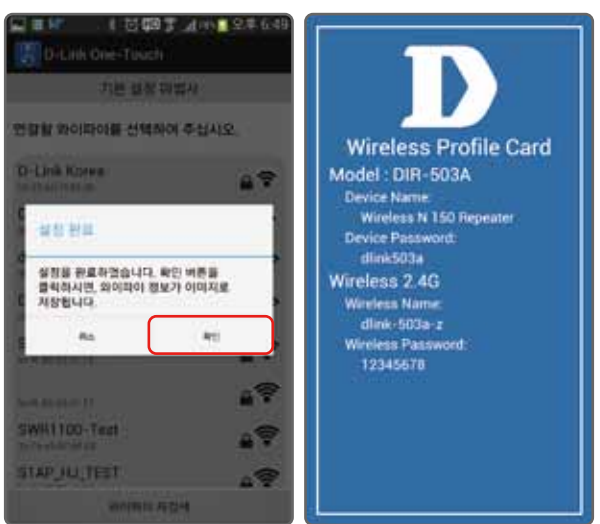 오후 6:49
D-Link One-Touch
기본 설정 마법사
연결할 와이파이를 선택하여 주십시오.
D-Link Korea
설정 완료
설정을 완료하였습니다. 확인 버튼을
클릭하시면, 와이파이 정보가 이미지로
저장됩니다.
취소
확인
SWR1100-Test
S1AP_HJ_TEST
와이파이 재검색
D
Wireless Profile Card
Model : DIR-503A
Device Name:
Wireless N 150 Repeater
Device Password:
dlink503a
Wireless 2.4G
Wireless Name:
dlink-503a-z
Wireless Password:
12345678